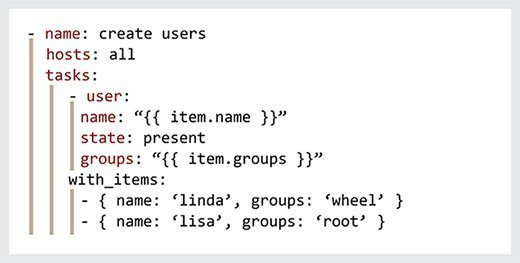 - name: create users
  hosts: all
  tasks:
    - user:
      name: “{{ item.name }}”
      state: present
      groups: “{{ item.groups }}”
    with_items:
      - { name: ‘linda’, groups: ‘wheel’ }
      - { name: ‘lisa’, groups: ‘root’ }